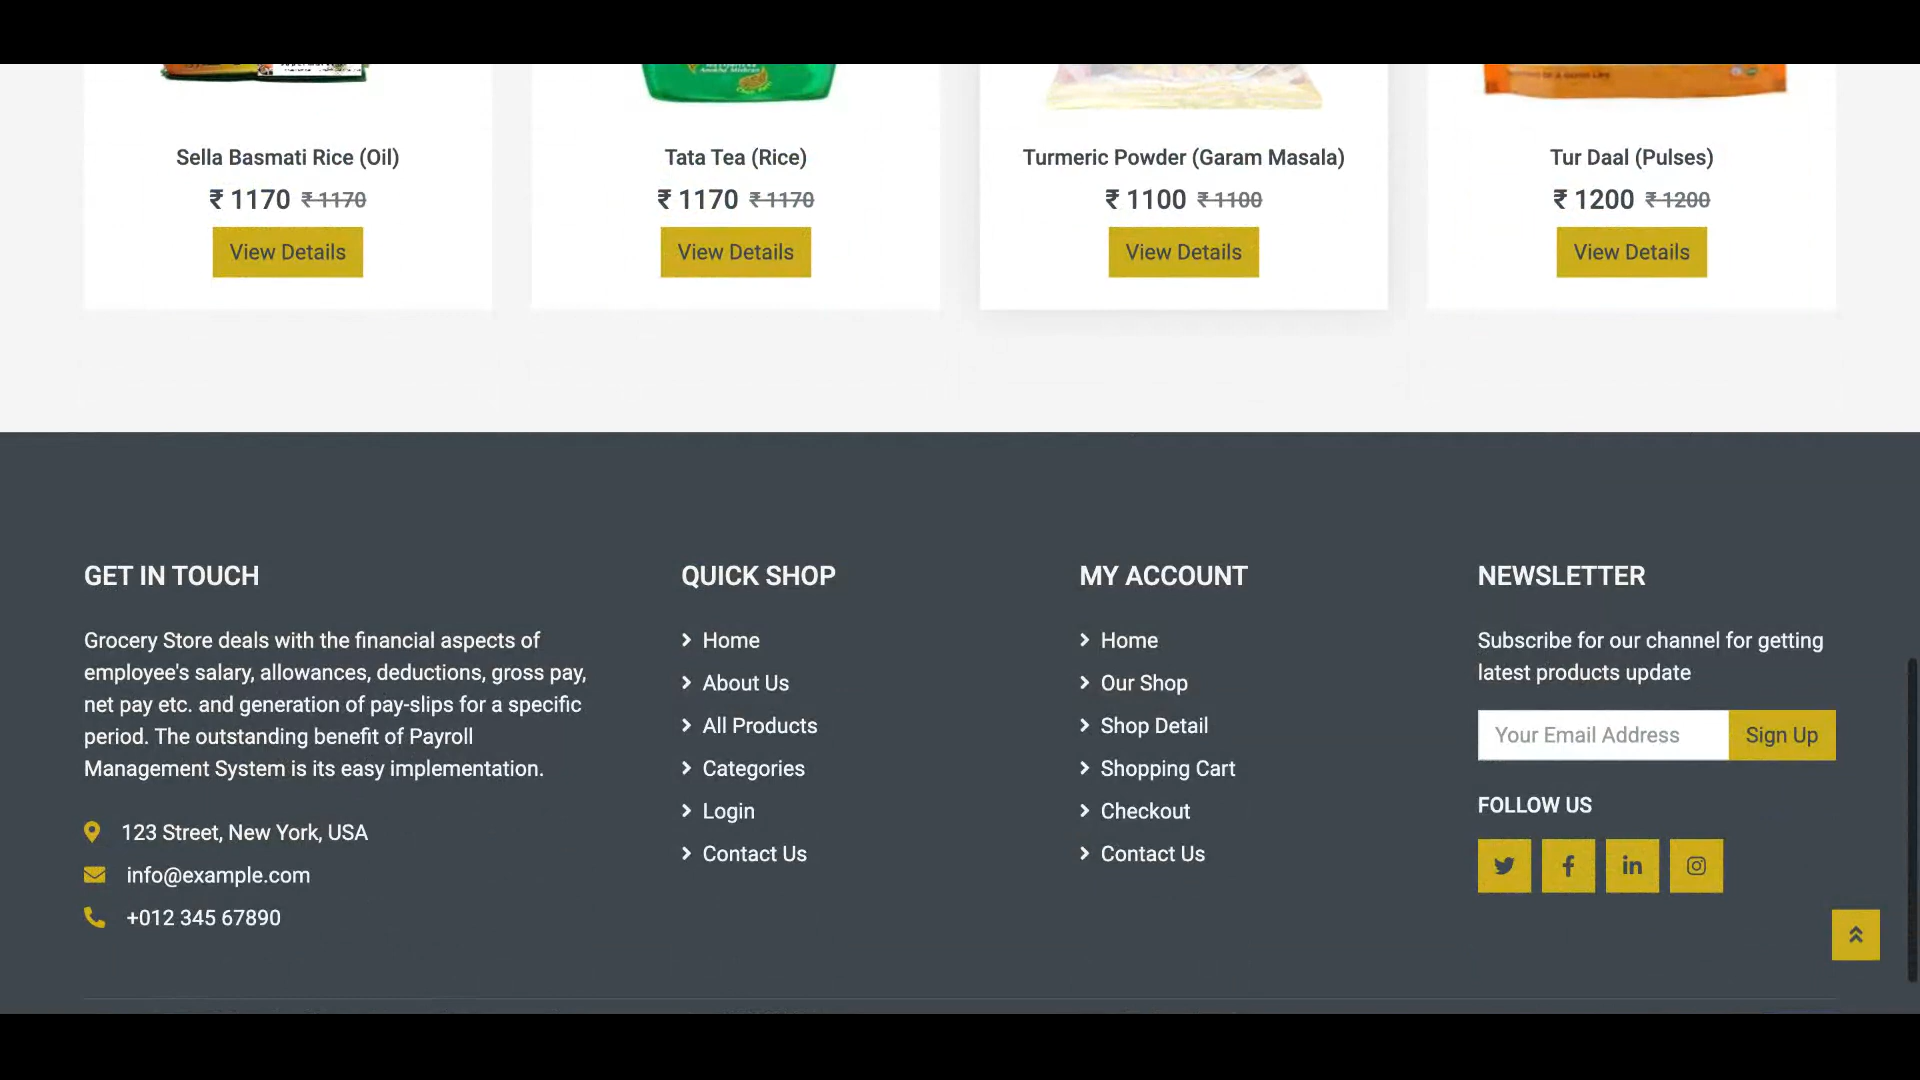 Sella Basmati Rice (Oil)
₹ 1170 ₹ 1170
View Details
Tata Tea (Rice)
₹ 1170 ₹ 1170
View Details
Turmeric Powder (Garam Masala)
₹ 1100 ₹ 1100
View Details
Tur Daal (Pulses)
₹ 1200 ₹ 1200
View Details
GET IN TOUCH
Grocery Store deals with the financial aspects of
employee's salary, allowances, deductions, gross pay,
net pay etc. and generation of pay-slips for a specific
period. The outstanding benefit of Payroll
Management System is its easy implementation.
123 Street, New York, USA
info@example.com
+012 345 67890
QUICK SHOP
Home
About Us
All Products
Categories
Login
Contact Us
MY ACCOUNT
Home
Our Shop
Shop Detail
Shopping Cart
Checkout
Contact Us
NEWSLETTER
Subscribe for our channel for getting
latest products update
Your Email Address
Sign Up
FOLLOW US